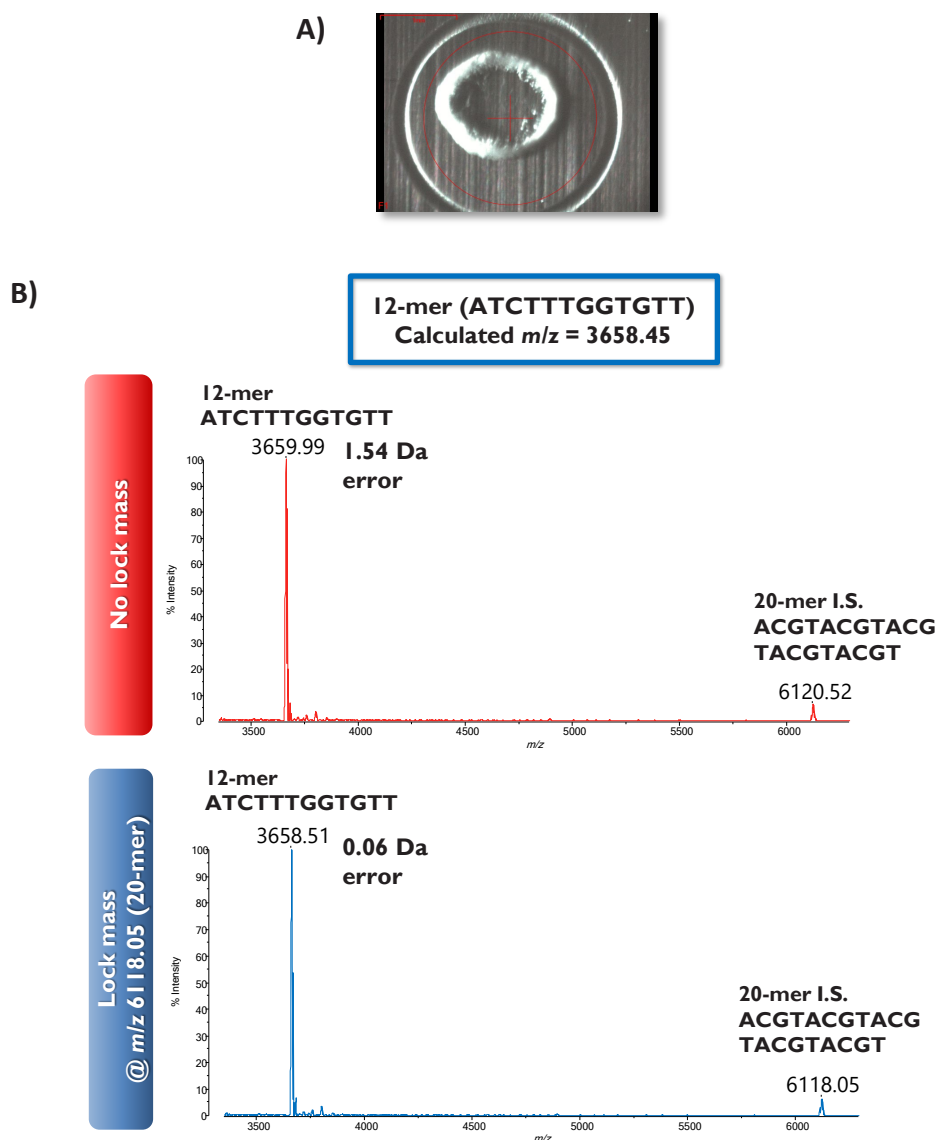 A)
B)
12-mer (ATCTTTGGTGTT)
Calculated m/z = 3658.45
No lock mass
12-mer
ATCTTTGGTGTT
3659.99
1.54 Da
error
% Intensity
100
90
80
70
60
50
40
30
20
10
0
3500
4000
4500
5000
5500
6000
m/z
20-mer I.S.
ACGTACGTACG
TACGTACGT
6120.52
Lock mass
@ m/z 6118.05 (20-mer)
12-mer
ATCTTTGGTGTT
3658.51
0.06 Da
error
% Intensity
100
90
80
70
60
50
40
30
20
10
0
3500
4000
4500
5000
5500
6000
m/z
20-mer I.S.
ACGTACGTACG
TACGTACGT
6118.05